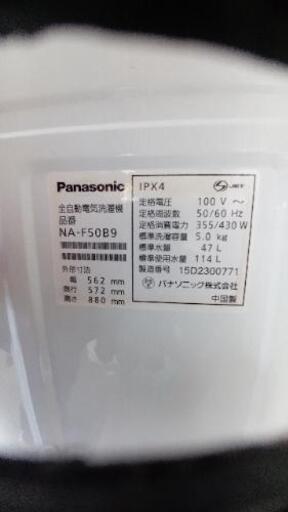 Panasonic
全自動電気洗濯機
品番
NA-F50B9
外形寸法
幅 562 mm
奥行 572 mm
高さ 880 mm
IPX4
JET
定格電圧 100 V ～
定格周波数 50/60 Hz
定格消費電力 355/430 W
標準洗濯容量 5.0 kg
標準水量 47 L
標準使用水量 114 L
製造番号 15D2300771
パナソニック株式会社
中国製